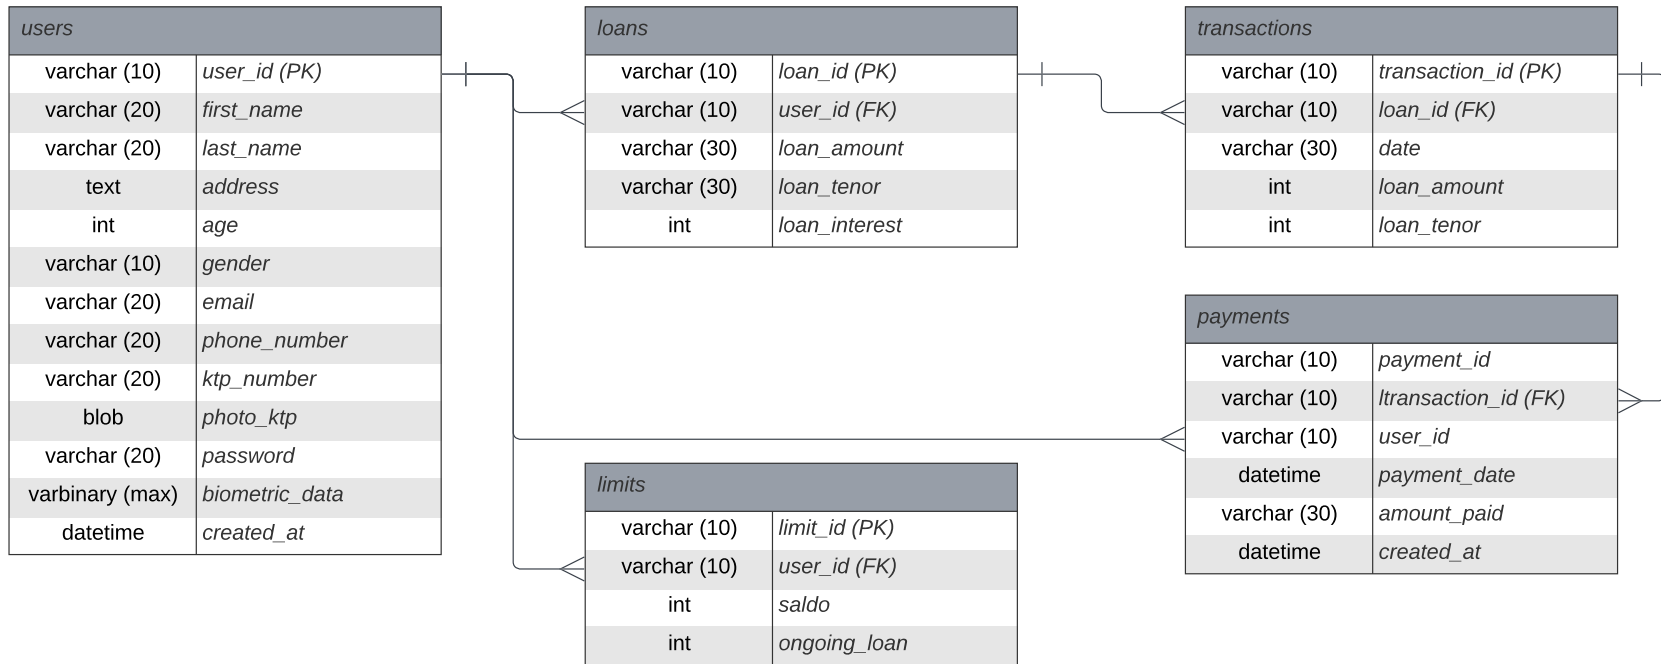 users
varchar (10) user_id (PK)
varchar (20) first_name
varchar (20) last_name
text address
int age
varchar (10) gender
varchar (20) email
varchar (20) phone_number
varchar (20) ktp_number
blob photo_ktp
varchar (20) password
varbinary (max) biometric_data
datetime created_at
loans
varchar (10) loan_id (PK)
varchar (10) user_id (FK)
varchar (30) loan_amount
varchar (30) loan_tenor
int loan_interest
transactions
varchar (10) transaction_id (PK)
varchar (10) loan_id (FK)
varchar (30) date
int loan_amount
int loan_tenor
payments
varchar (10) payment_id
varchar (10) ltransaction_id (FK)
varchar (10) user_id
datetime payment_date
varchar (30) amount_paid
datetime created_at
limits
varchar (10) limit_id (PK)
varchar (10) user_id (FK)
int saldo
int ongoing_loan